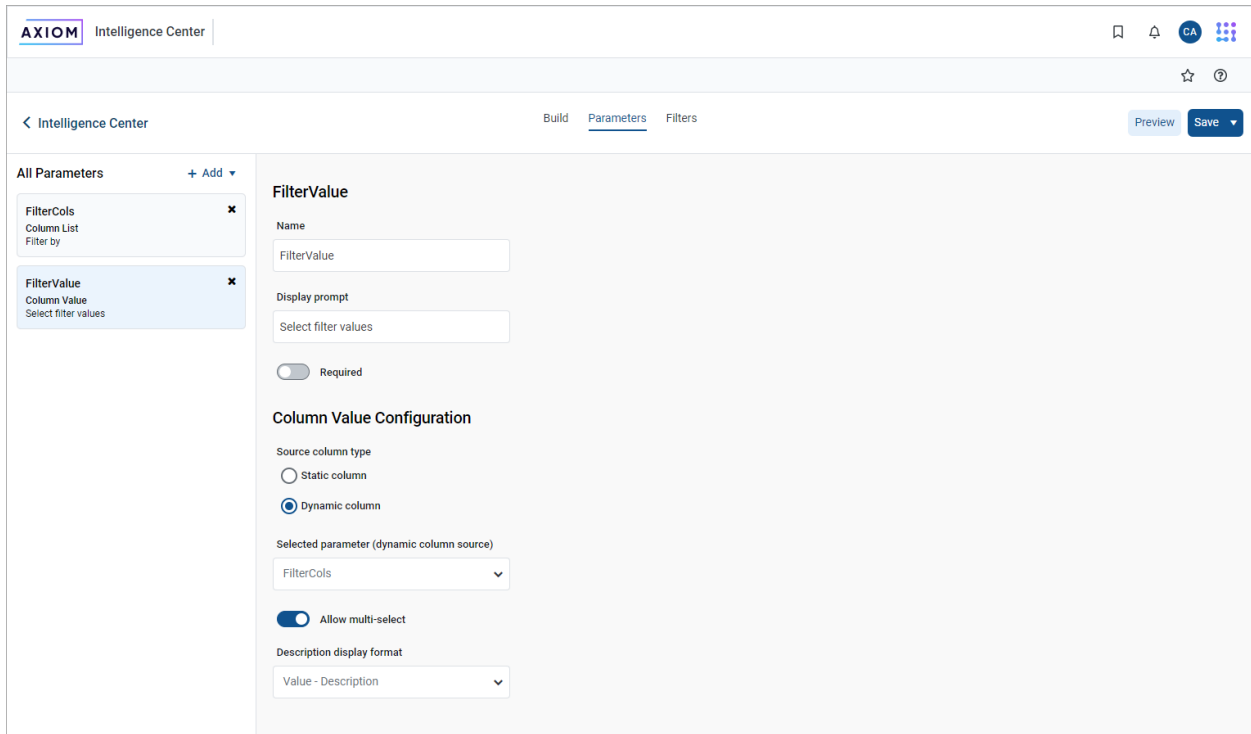 AXIOM Intelligence Center
CA
Intelligence Center
Build Parameters Filters
Preview Save
All Parameters + Add
FilterCols
Column List
Filter by
FilterValue
Column Value
Select filter values
FilterValue
Name
FilterValue
Display prompt
Select filter values
Required
Column Value Configuration
Source column type
Static column
Dynamic column
Selected parameter (dynamic column source)
FilterCols
Allow multi-select
Description display format
Value - Description